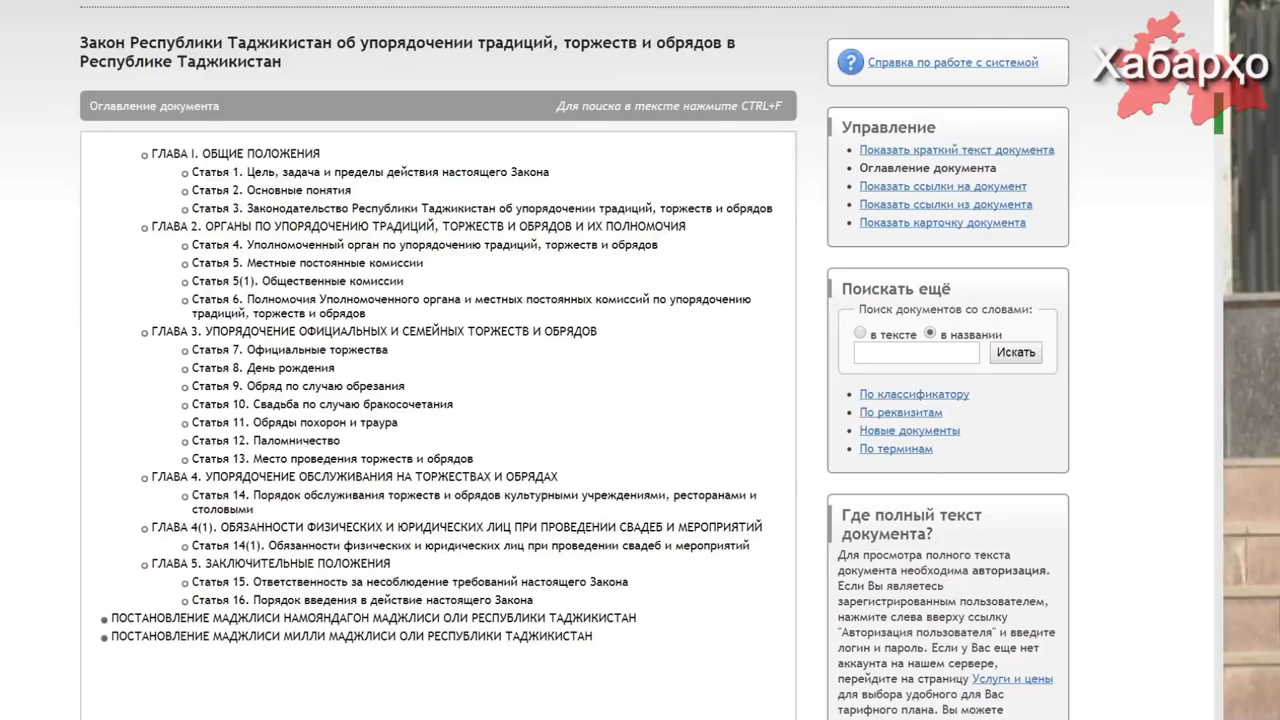 Закон Республики Таджикистан об упорядочении традиций, торжеств и обрядов в
Республике Таджикистан
Оглавление документа
Для поиска в тексте нажмите CTRL+F
ГЛАВА I. ОБЩИЕ ПОЛОЖЕНИЯ
Статья 1. Цель, задача и пределы действия настоящего Закона
Статья 2. Основные понятия
Статья 3. Законодательство Республики Таджикистан об упорядочении традиций, торжеств и обрядов
ГЛАВА 2. ОРГАНЫ ПО УПОРЯДОЧЕНИЮ ТРАДИЦИЙ, ТОРЖЕСТВ И ОБРЯДОВ И ИХ ПОЛНОМОЧИЯ
Статья 4. Уполномоченный орган по упорядочению традиций, торжеств и обрядов
Статья 5. Местные постоянные комиссии
Статья 5(1). Общественные комиссии
Статья 6. Полномочия Уполномоченного органа и местных постоянных комиссий по упорядочению
традиций, торжеств и обрядов
ГЛАВА 3. УПОРЯДОЧЕНИЕ ОФИЦИАЛЬНЫХ И СЕМЕЙНЫХ ТОРЖЕСТВ И ОБРЯДОВ
Статья 7. Официальные торжества
Статья 8. День рождения
Статья 9. Обряд по случаю обрезания
Статья 10. Свадьба по случаю бракосочетания
Статья 11. Обряды похорон и траура
Статья 12. Паломничество
Статья 13. Место проведения торжеств и обрядов
ГЛАВА 4. УПОРЯДОЧЕНИЕ ОБСЛУЖИВАНИЯ НА ТОРЖЕСТВАХ И ОБРЯДАХ
Статья 14. Порядок обслуживания торжеств и обрядов культурными учреждениями, ресторанами и
столовыми
ГЛАВА 4(1). ОБЯЗАННОСТИ ФИЗИЧЕСКИХ И ЮРИДИЧЕСКИХ ЛИЦ ПРИ ПРОВЕДЕНИИ СВАДЕБ И МЕРОПРИЯТИЙ
Статья 14(1). Обязанности физических и юридических лиц при проведении свадеб и мероприятий
ГЛАВА 5. ЗАКЛЮЧИТЕЛЬНЫЕ ПОЛОЖЕНИЯ
Статья 15. Ответственность за несоблюдение требований настоящего Закона
Статья 16. Порядок введения в действие настоящего Закона
ПОСТАНОВЛЕНИЕ МАДЖЛИСИ НАМОЯНДАГОН МАДЖЛИСИ ОЛИ РЕСПУБЛИКИ ТАДЖИКИСТАН
ПОСТАНОВЛЕНИЕ МАДЖЛИСИ МИЛЛИ МАДЖЛИСИ ОЛИ РЕСПУБЛИКИ ТАДЖИКИСТАН
? Справка по работе с системой
Управление
Показать краткий текст документа
Оглавление документа
Показать ссылки на документ
Показать ссылки из документа
Показать карточку документа
Поискать ещё
Поиск документов со словами:
в тексте в названии
Искать
По классификатору
По реквизитам
Новые документы
По терминам
Где полный текст
документа?
Для просмотра полного текста
документа необходима авторизация.
Если Вы являетесь
зарегистрированным пользователем,
нажмите слева вверху ссылку
"Авторизация пользователя" и введите
логин и пароль. Если у Вас еще нет
аккаунта на нашем сервере,
перейдите на страницу Услуги и цены
для выбора удобного для Вас
тарифного плана. Вы можете
Хабарҳо